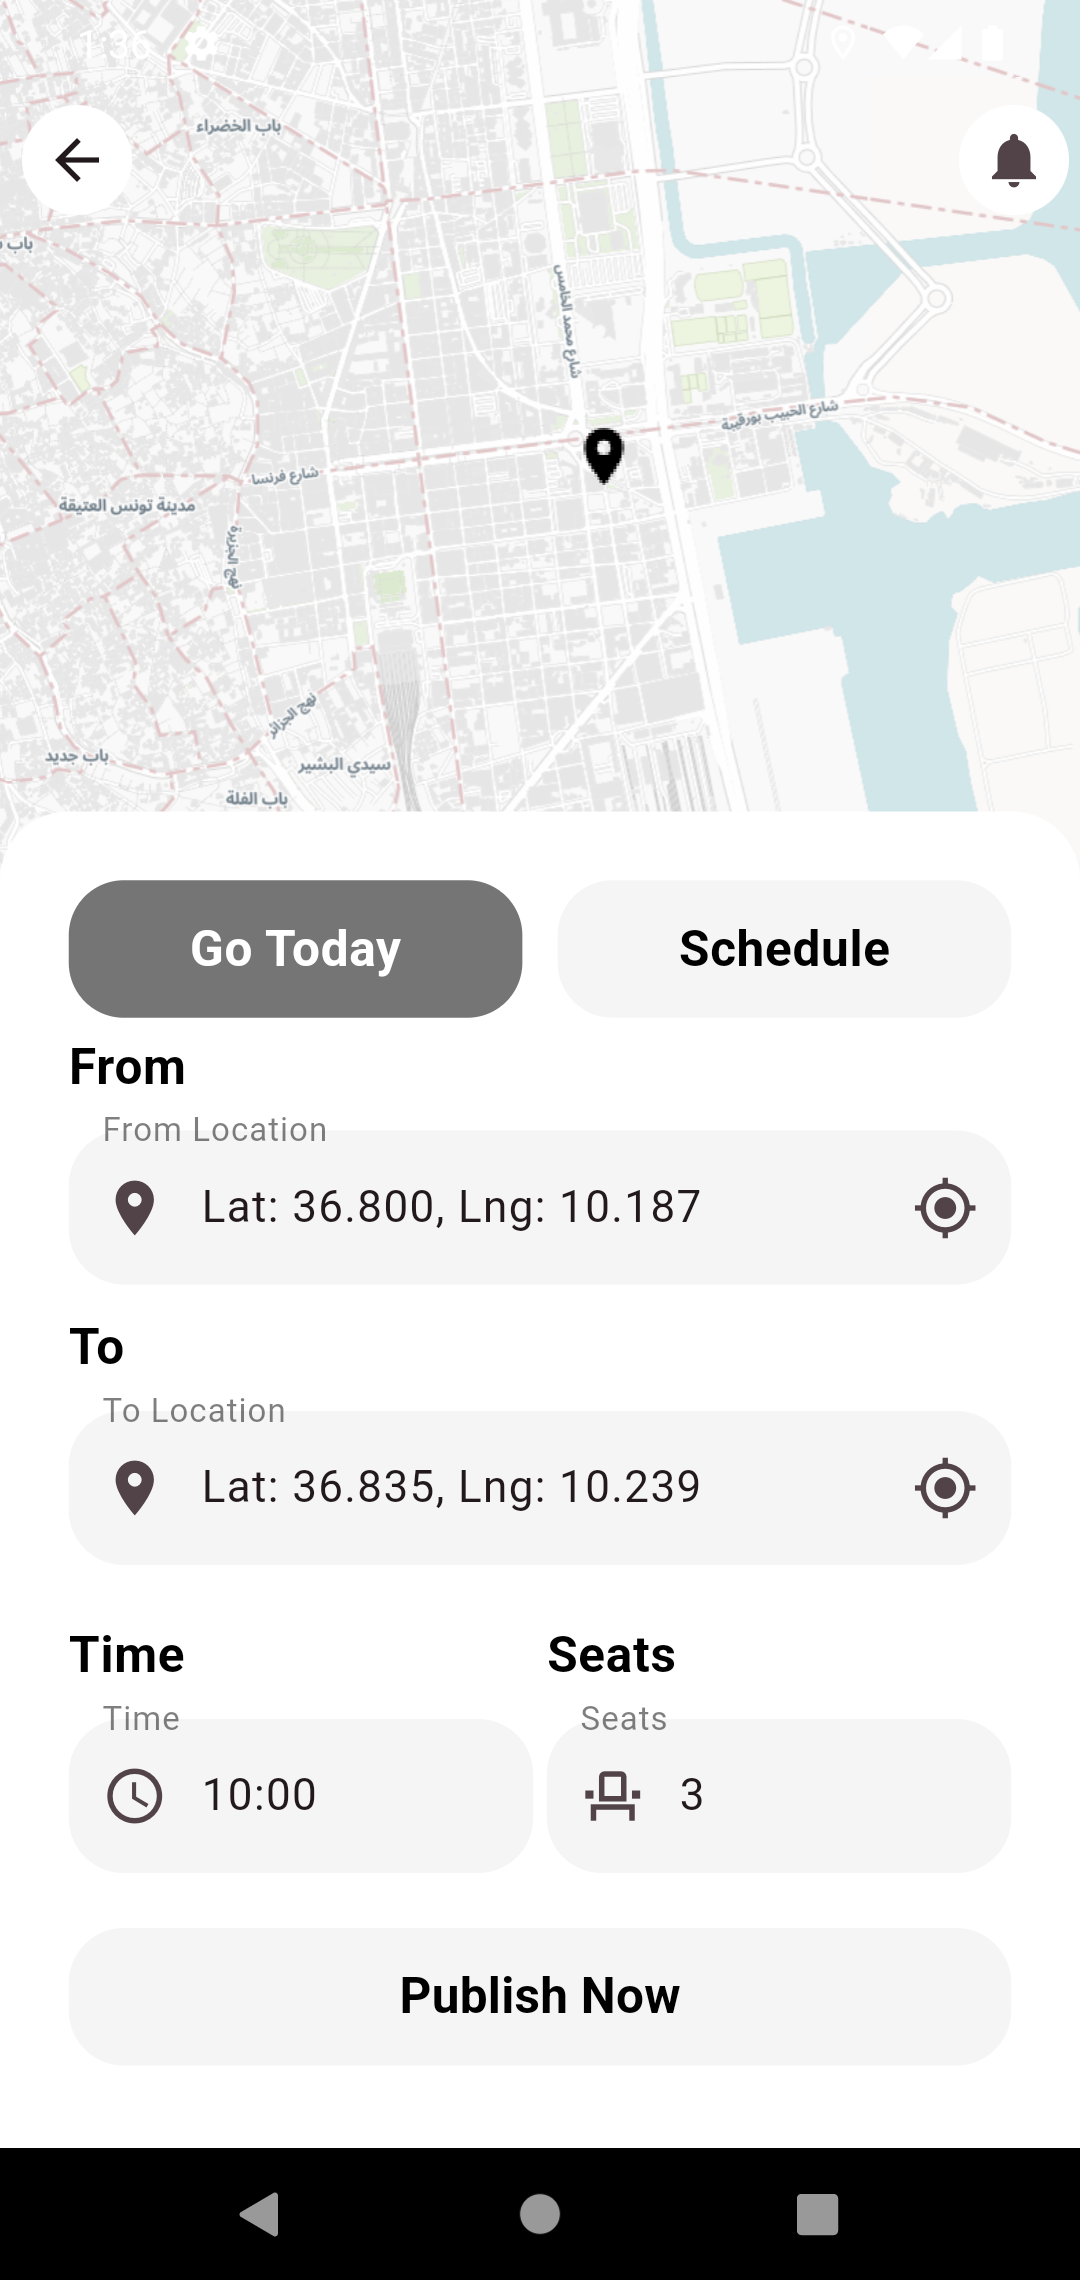 1:36
باب الخضراء
شارع محمد الخامس
شارع الحبيب بورقيبة
شارع فرنسا
مدينة تونس العتيقة
نهج الجزيرة
نهج الجزائر
باب جديد
سيدي البشير
باب الفلة
Go Today
Schedule
From
From Location
Lat: 36.800, Lng: 10.187
To
To Location
Lat: 36.835, Lng: 10.239
Time
Seats
Time
Seats
10:00
3
Publish Now